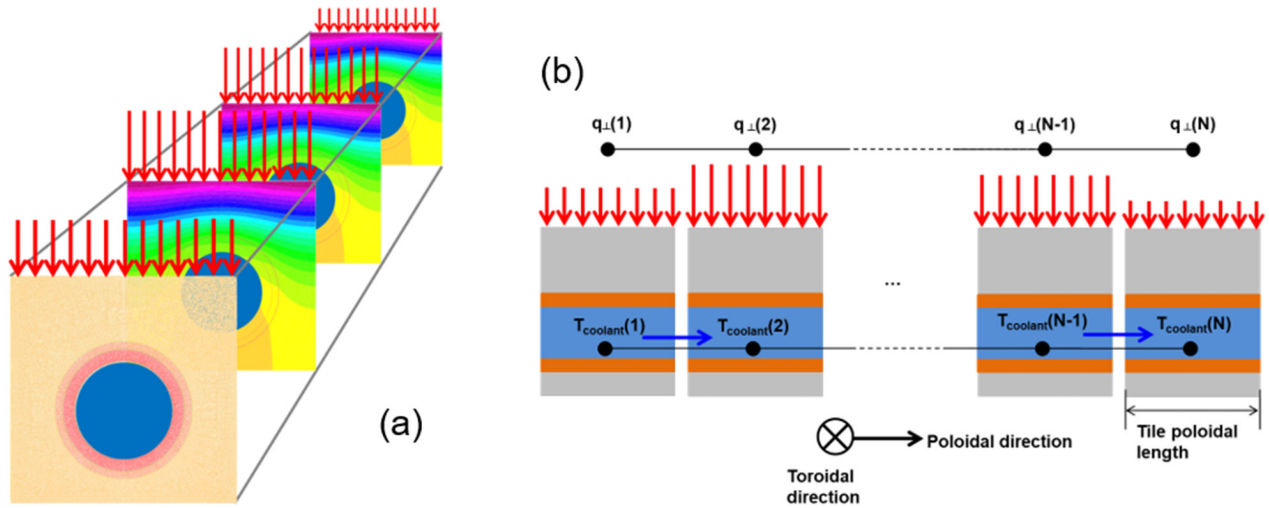 (a)
(b)
q⊥(1) q⊥(2) q⊥(N-1) q⊥(N)
...
Tcoolant(1) Tcoolant(2) Tcoolant(N-1) Tcoolant(N)
Poloidal direction
Toroidal
direction
Tile poloidal
length